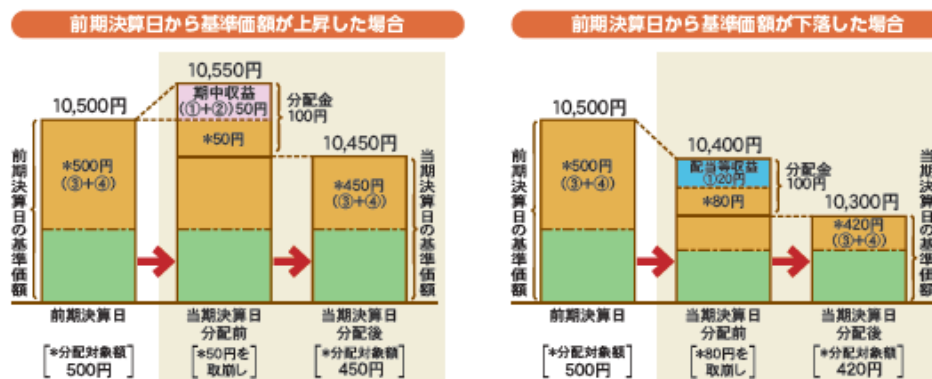 前期決算日から基準価額が上昇した場合
10,550円
期中収益
(①+②)50円
分配金
100円
10,500円
*50円
10,450円
*500円
(③+④)
*450円
(③+④)
前期決算日の基準価額
当期決算日の基準価額
前期決算日
当期決算日
分配前
当期決算日
分配後
*分配対象額
500円
*50円を
取崩し
*分配対象額
450円
前期決算日から基準価額が下落した場合
10,500円
10,400円
配当等収益
①20円
分配金
100円
*80円
10,300円
*500円
(③+④)
*420円
(③+④)
前期決算日の基準価額
当期決算日の基準価額
前期決算日
当期決算日
分配前
当期決算日
分配後
*分配対象額
500円
*80円を
取崩し
*分配対象額
420円